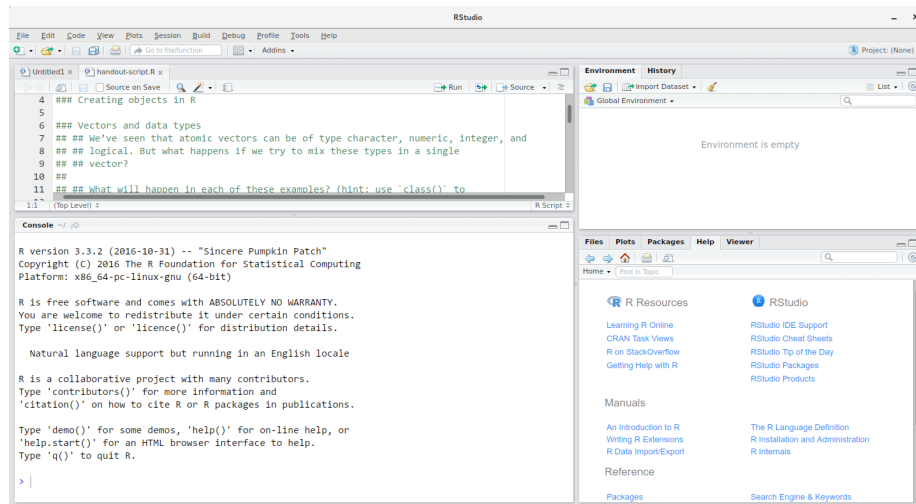 RStudio
File Edit Code View Plots Session Build Debug Profile Tools Help
Go to file/function Addins
Project: (None)
Untitled1 handout-script.R
Source on Save Run Source
4 ### Creating objects in R
5
6 ### Vectors and data types
7 ## ## We've seen that atomic vectors can be of type character, numeric, integer, and
8 ## ## logical. But what happens if we try to mix these types in a single
9 ## ## vector?
10 ##
11 ## ## What will happen in each of these examples? (hint: use `class()` to
1:1 (Top Level) R Script
Console ~/
R version 3.3.2 (2016-10-31) -- "Sincere Pumpkin Patch"
Copyright (C) 2016 The R Foundation for Statistical Computing
Platform: x86_64-pc-linux-gnu (64-bit)
R is free software and comes with ABSOLUTELY NO WARRANTY.
You are welcome to redistribute it under certain conditions.
Type 'license()' or 'licence()' for distribution details.
Natural language support but running in an English locale
R is a collaborative project with many contributors.
Type 'contributors()' for more information and
'citation()' on how to cite R or R packages in publications.
Type 'demo()' for some demos, 'help()' for on-line help, or
'help.start()' for an HTML browser interface to help.
Type 'q()' to quit R.
>
Environment History
Import Dataset List
Global Environment
Environment is empty
Files Plots Packages Help Viewer
Home Find in Topic
R Resources
Learning R Online
CRAN Task Views
R on StackOverflow
Getting Help with R
RStudio
RStudio IDE Support
RStudio Cheat Sheets
RStudio Tip of the Day
RStudio Packages
RStudio Products
Manuals
An Introduction to R
Writing R Extensions
R Data Import/Export
The R Language Definition
R Installation and Administration
R Internals
Reference
Packages
Search Engine & Keywords